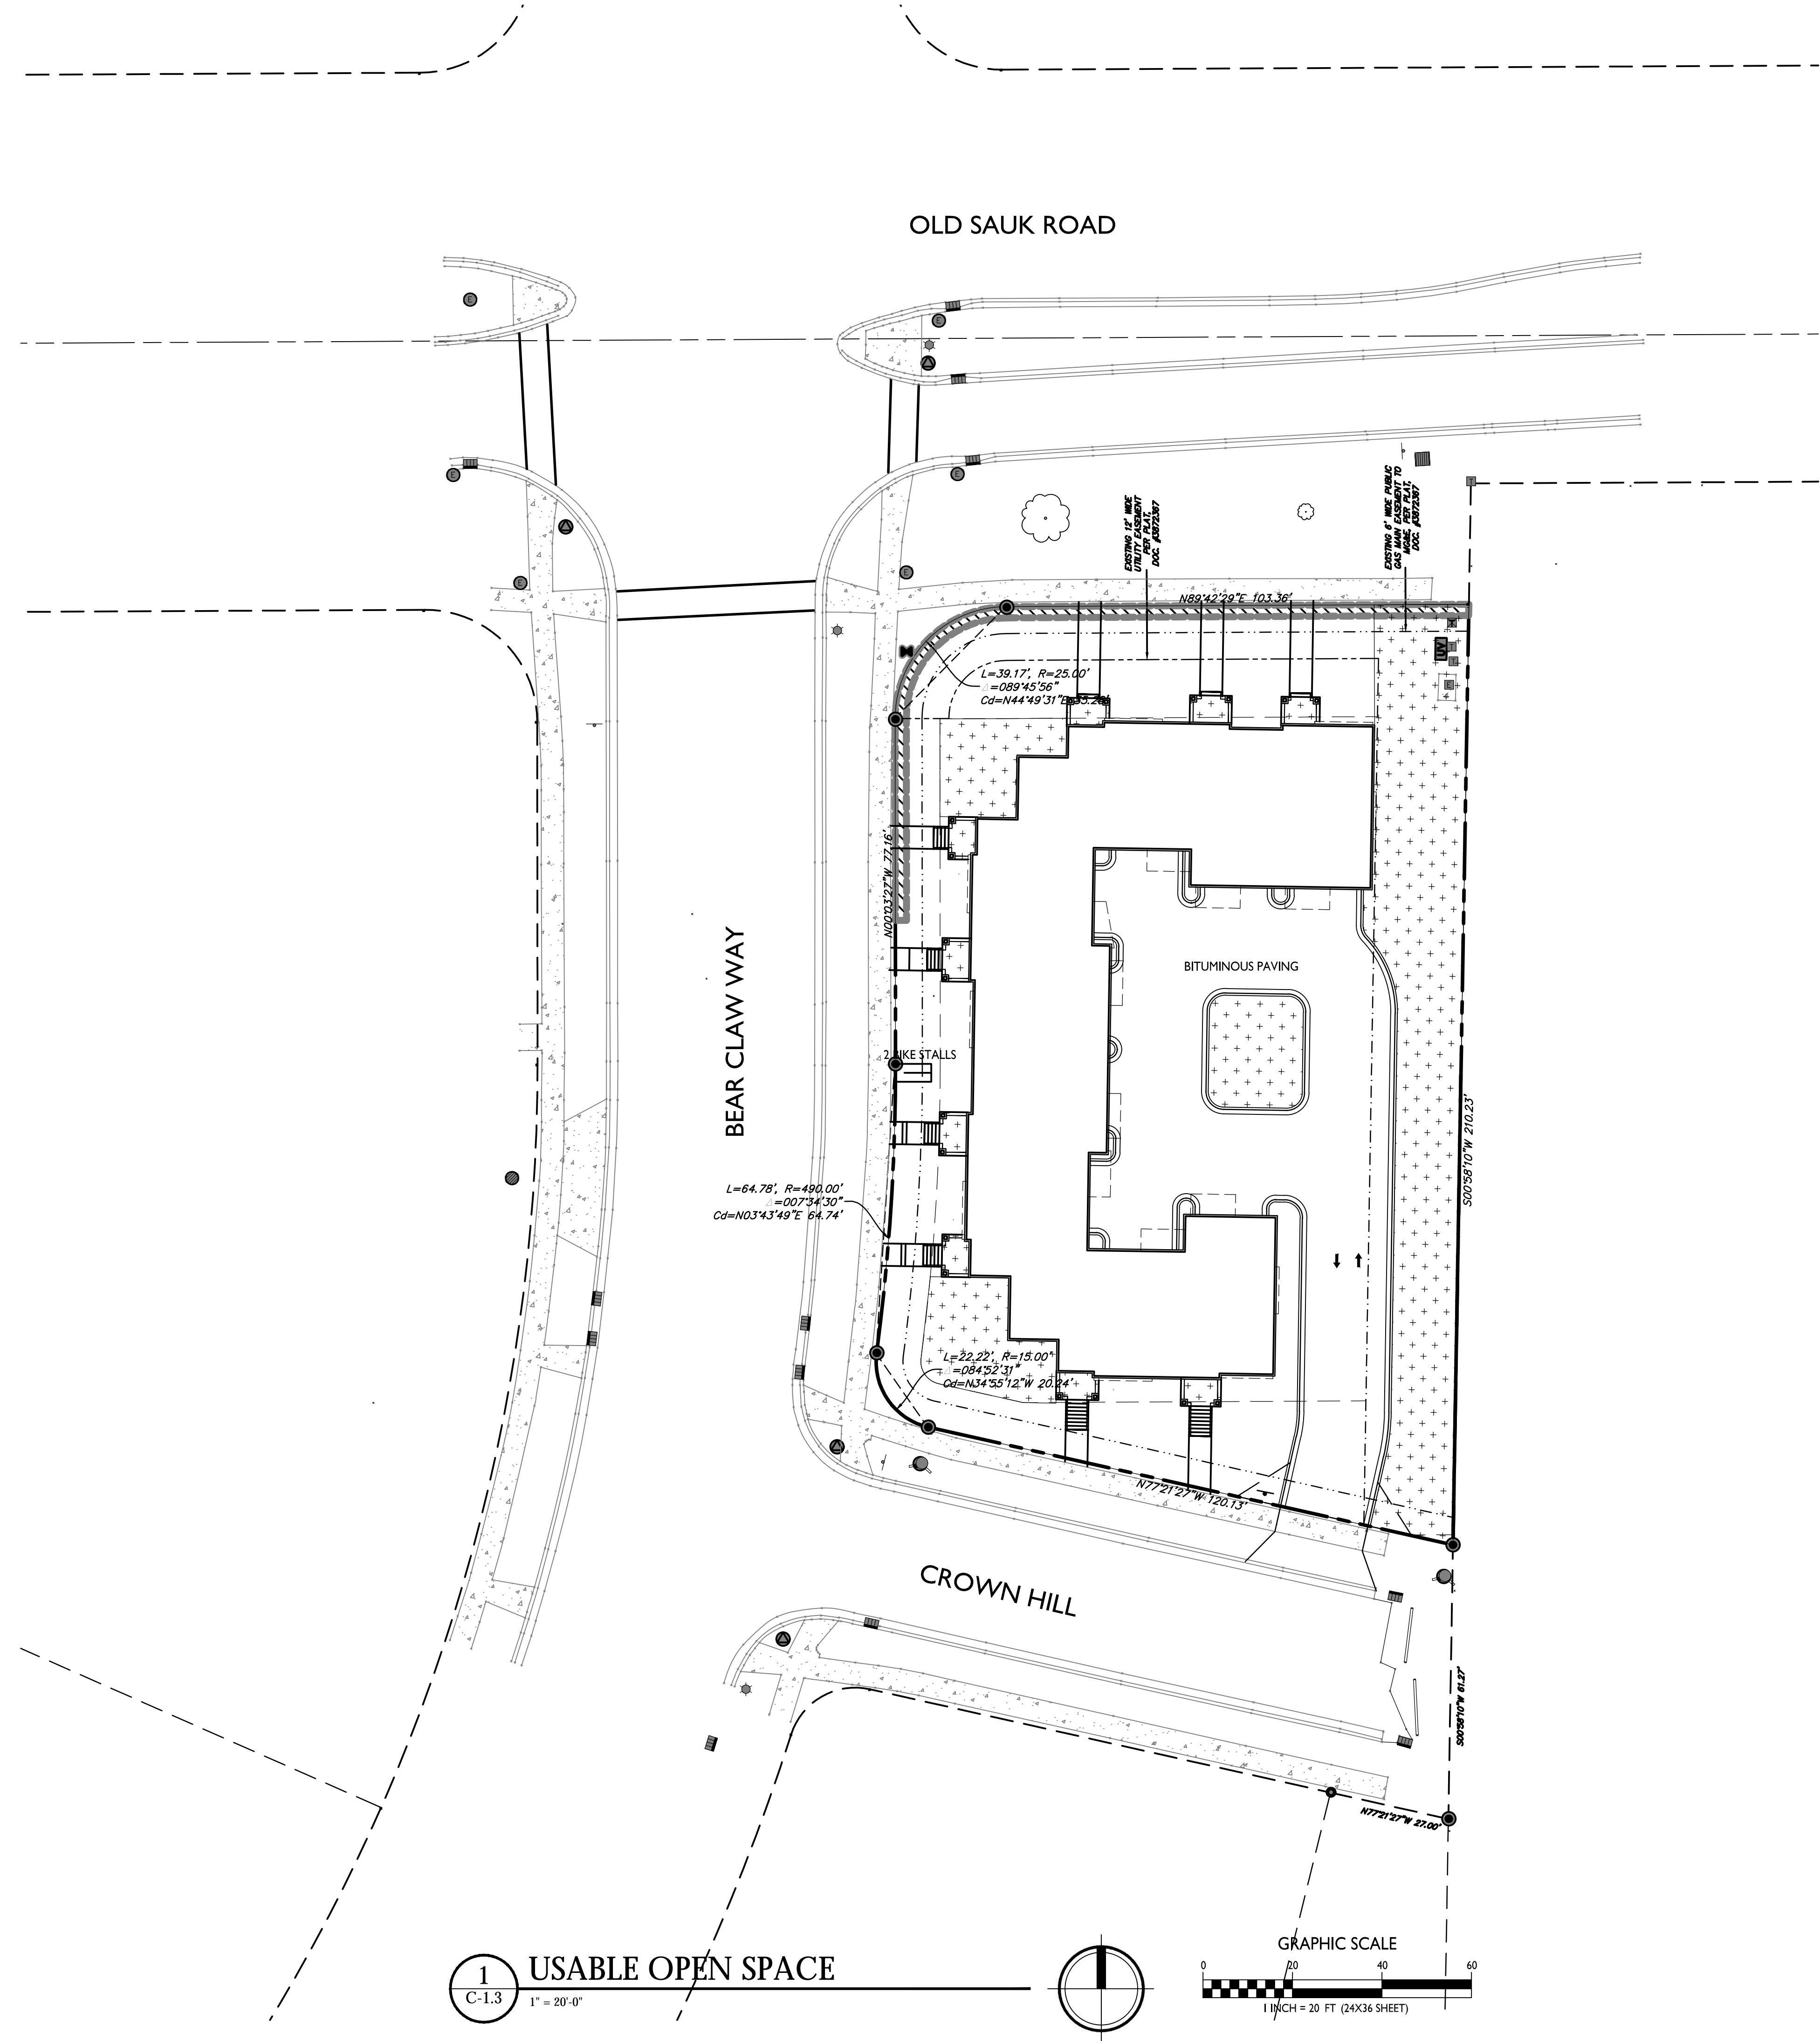 OLD SAUK ROAD
EXISTING 12' WIDE
UTILITY EASEMENT
PER PLAT,
DOC. #3872367
EXISTING 6' WIDE PUBLIC
GAS MAIN EASEMENT TO
MG&E, PER PLAT,
DOC. #3872367
N89°42'29"E 103.36'
L=39.17', R=25.00'
△=089°45'56"
Cd=N44°49'31"E 35.28'
UV
N00°03'27"W 77.16'
BEAR CLAW WAY
BITUMINOUS PAVING
2 BIKE STALLS
S00°58'10"W 210.23'
L=64.78', R=490.00'
△=007°34'30"
Cd=N03°43'49"E 64.74'
L=22.22', R=15.00'
△=084°52'31"
Cd=N34°55'12"W 20.24'
N77°21'27"W 120.13'
CROWN HILL
S00°58'10"W 61.27'
N77°21'27"W 27.00'
1
C-1.3
USABLE OPEN SPACE
1" = 20'-0"
GRAPHIC SCALE
0 20 40 60
1 INCH = 20 FT (24X36 SHEET)
E
E
E
E
E
E
E
T
T
T